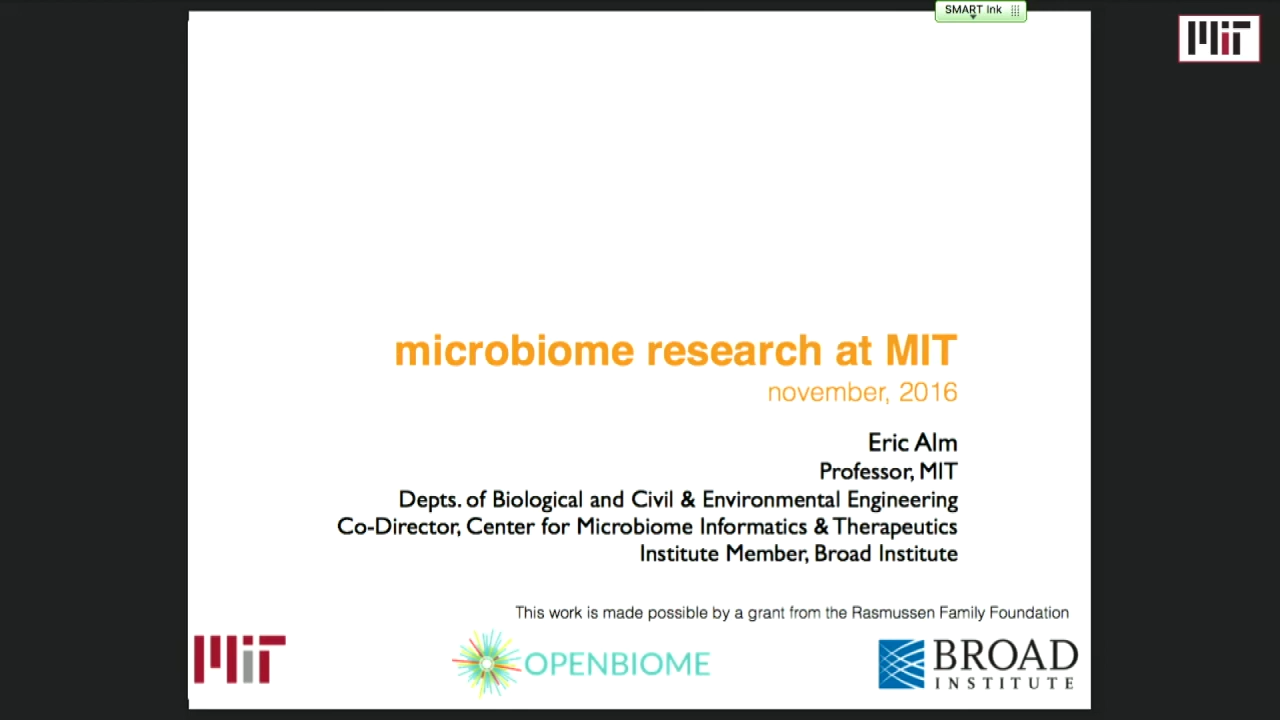 SMART Ink
MIT
microbiome research at MIT
november, 2016
Eric Alm
Professor, MIT
Depts. of Biological and Civil & Environmental Engineering
Co-Director, Center for Microbiome Informatics & Therapeutics
Institute Member, Broad Institute
This work is made possible by a grant from the Rasmussen Family Foundation
MIT
OPENBIOME
BROAD
INSTITUTE